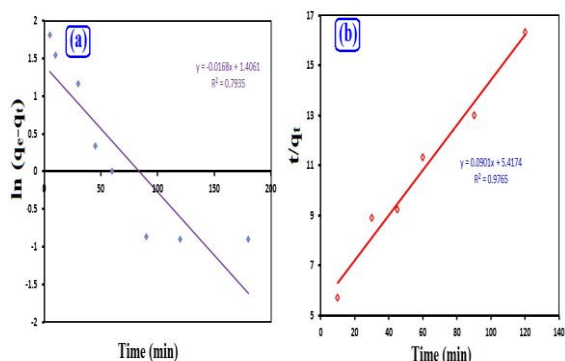 (a)
2
1.5
1
0.5
0
-0.5
-1
-1.5
-2
0
50
100
150
200
y = -0.0168x + 1.4061
R² = 0.7935
ln (qe-qt)
Time (min)
(b)
17
15
13
11
9
7
5
0
20
40
60
80
100
120
140
y = 0.0901x + 5.4174
R² = 0.9765
t/qt
Time (min)